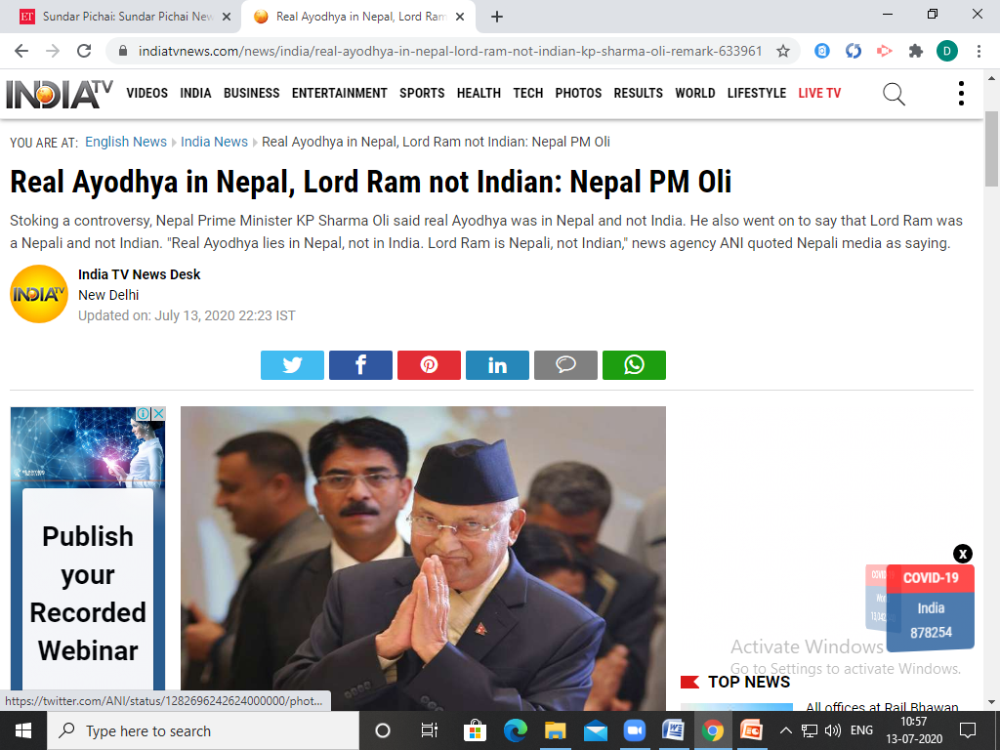 Sundar Pichai: Sundar Pichai New
Real Ayodhya in Nepal, Lord Ram
indiatvnews.com/news/india/real-ayodhya-in-nepal-lord-ram-not-indian-kp-sharma-oli-remark-633961
D
INDIA TV VIDEOS INDIA BUSINESS ENTERTAINMENT SPORTS HEALTH TECH PHOTOS RESULTS WORLD LIFESTYLE LIVE TV
YOU ARE AT: English News India News Real Ayodhya in Nepal, Lord Ram not Indian: Nepal PM Oli
Real Ayodhya in Nepal, Lord Ram not Indian: Nepal PM Oli
Stoking a controversy, Nepal Prime Minister KP Sharma Oli said real Ayodhya was in Nepal and not India. He also went on to say that Lord Ram was
a Nepali and not Indian. "Real Ayodhya lies in Nepal, not in India. Lord Ram is Nepali, not Indian," news agency ANI quoted Nepali media as saying.
INDIA TV
India TV News Desk
New Delhi
Updated on: July 13, 2020 22:23 IST
Publish
your
Recorded
Webinar
X
COVID-19
India
878254
Activate Windows
Go to Settings to activate Windows.
TOP NEWS
All offices at Rail Bhawan
https://twitter.com/ANI/status/1282696242624000000/phot...
Type here to search
ENG
10:57
13-07-2020